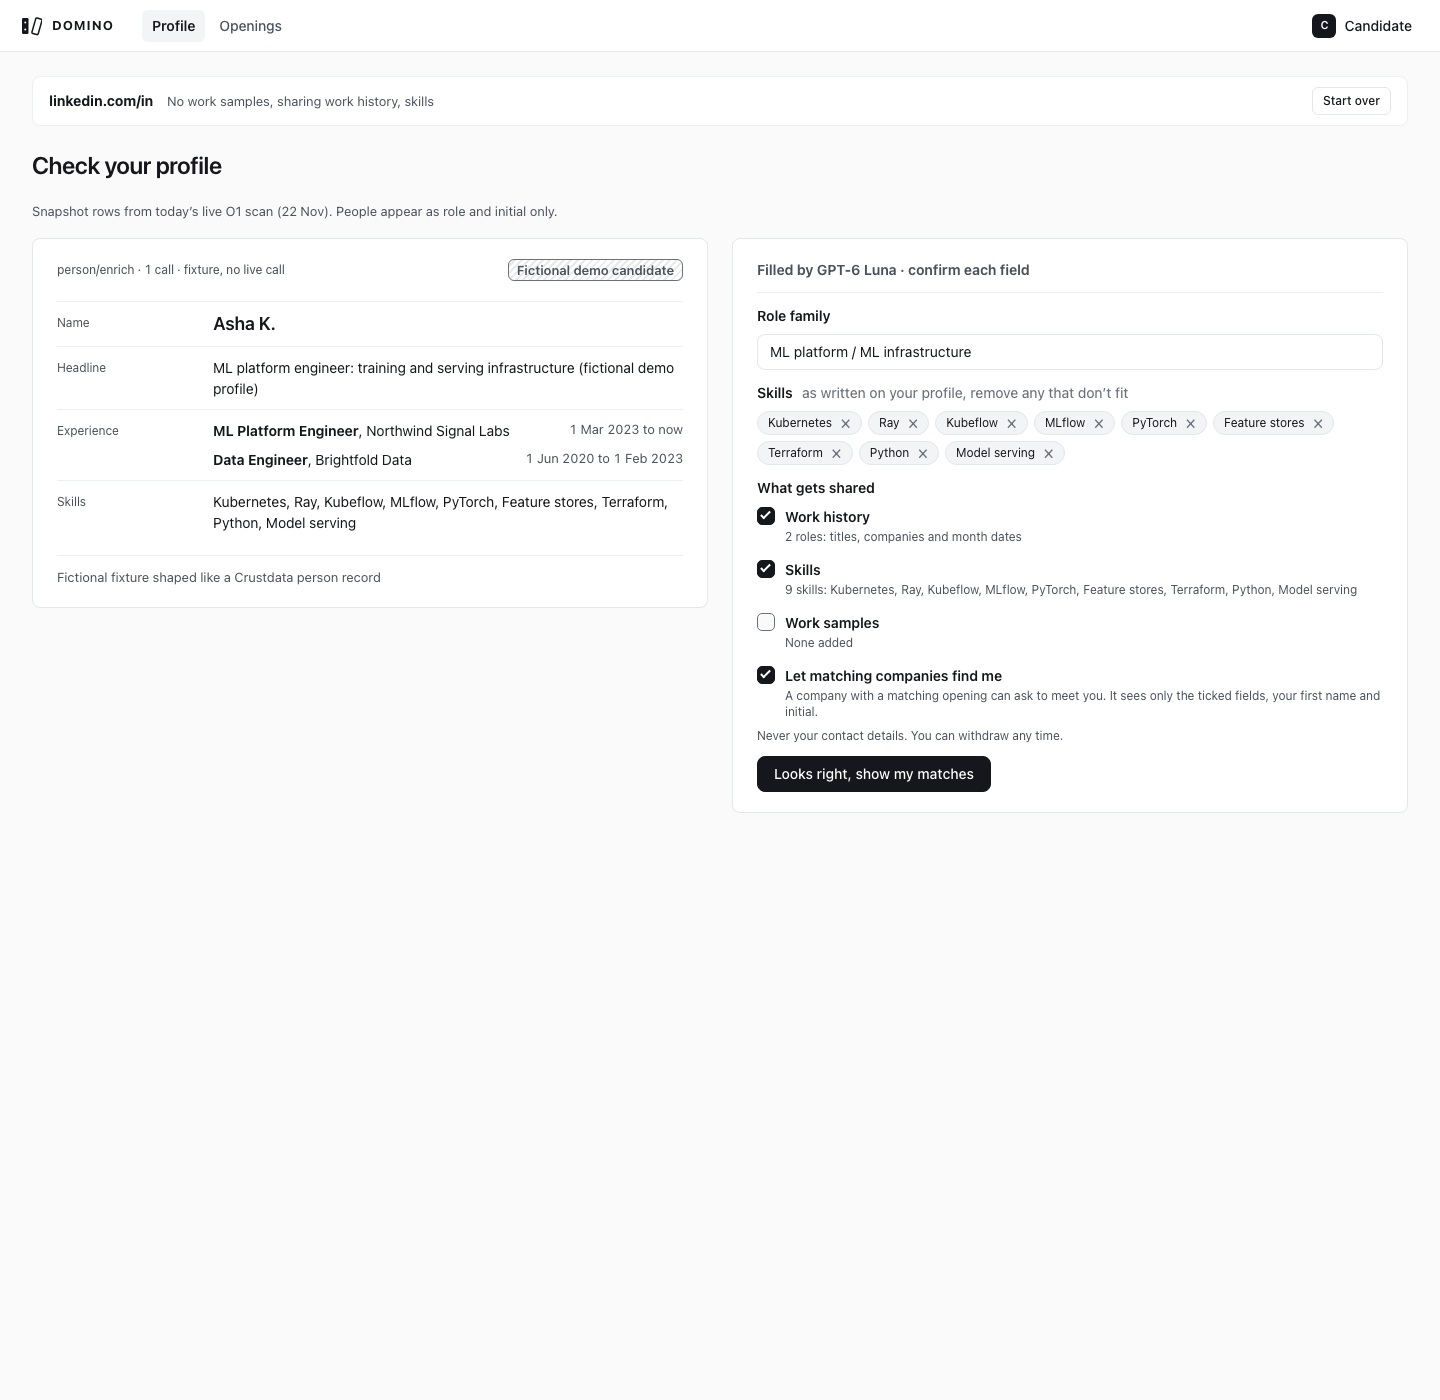 DOMINO
Profile
Openings
C
Candidate
linkedin.com/in
No work samples, sharing work history, skills
Start over
Check your profile
Snapshot rows from today’s live O1 scan (22 Nov). People appear as role and initial only.
person/enrich · 1 call · fixture, no live call
Fictional demo candidate
Name
Asha K.
Headline
ML platform engineer: training and serving infrastructure (fictional demo
profile)
Experience
ML Platform Engineer, Northwind Signal Labs
1 Mar 2023 to now
Data Engineer, Brightfold Data
1 Jun 2020 to 1 Feb 2023
Skills
Kubernetes, Ray, Kubeflow, MLflow, PyTorch, Feature stores, Terraform,
Python, Model serving
Fictional fixture shaped like a Crustdata person record
Filled by GPT-6 Luna · confirm each field
Role family
ML platform / ML infrastructure
Skills as written on your profile, remove any that don’t fit
Kubernetes × Ray × Kubeflow × MLflow × PyTorch × Feature stores ×
Terraform × Python × Model serving ×
What gets shared
Work history
2 roles: titles, companies and month dates
Skills
9 skills: Kubernetes, Ray, Kubeflow, MLflow, PyTorch, Feature stores, Terraform, Python, Model serving
Work samples
None added
Let matching companies find me
A company with a matching opening can ask to meet you. It sees only the ticked fields, your first name and
initial.
Never your contact details. You can withdraw any time.
Looks right, show my matches